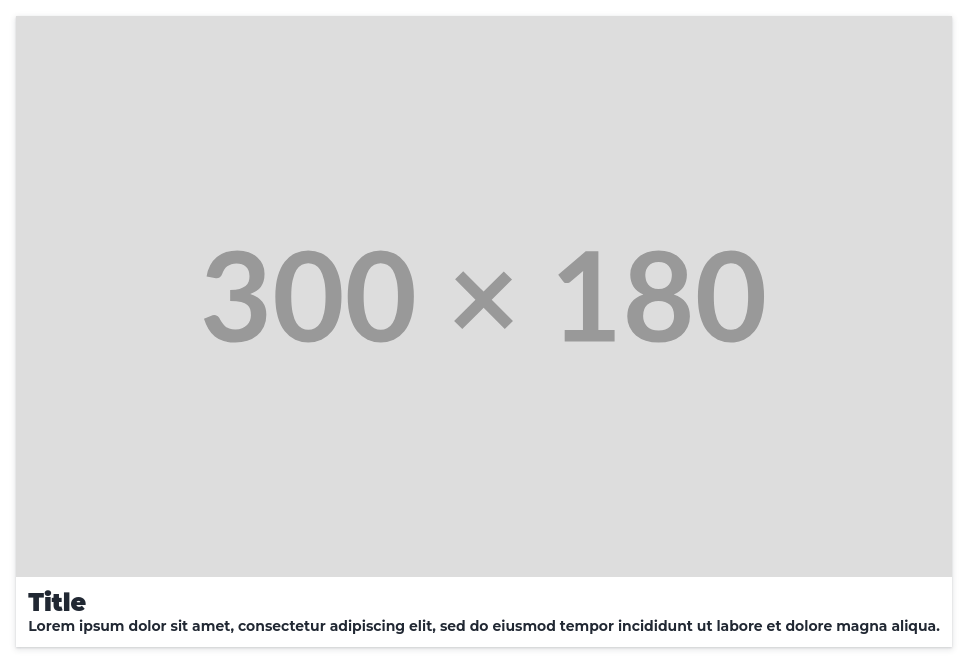 300 × 180
Title
Lorem ipsum dolor sit amet, consectetur adipiscing elit, sed do eiusmod tempor incididunt ut labore et dolore magna aliqua.